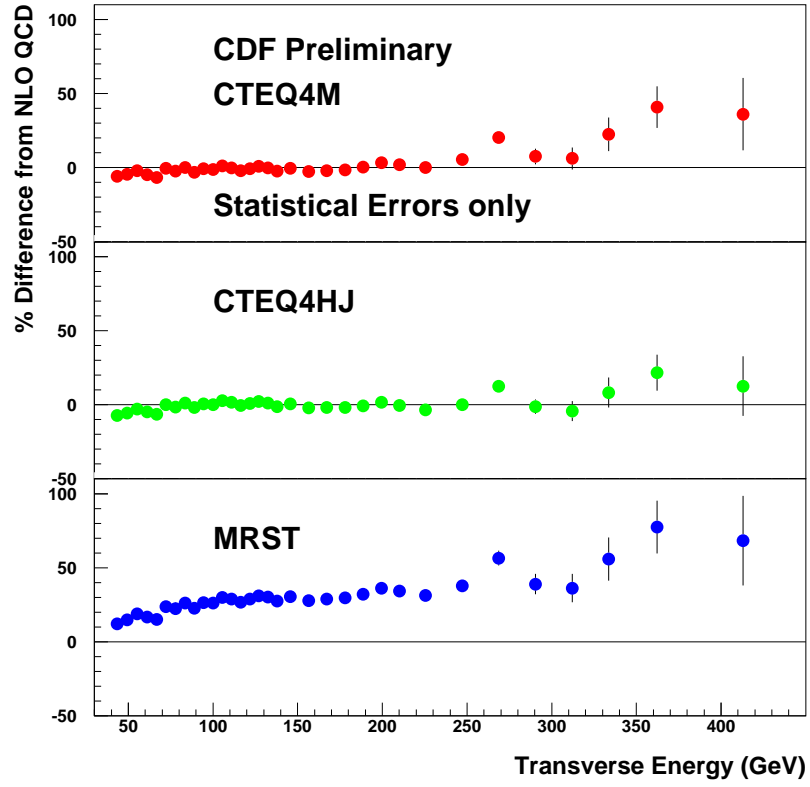 % Difference from NLO QCD
100
50
0
-50
CDF Preliminary
CTEQ4M
Statistical Errors only
100
50
0
-50
CTEQ4HJ
100
50
0
-50
MRST
50 100 150 200 250 300 350 400
Transverse Energy (GeV)